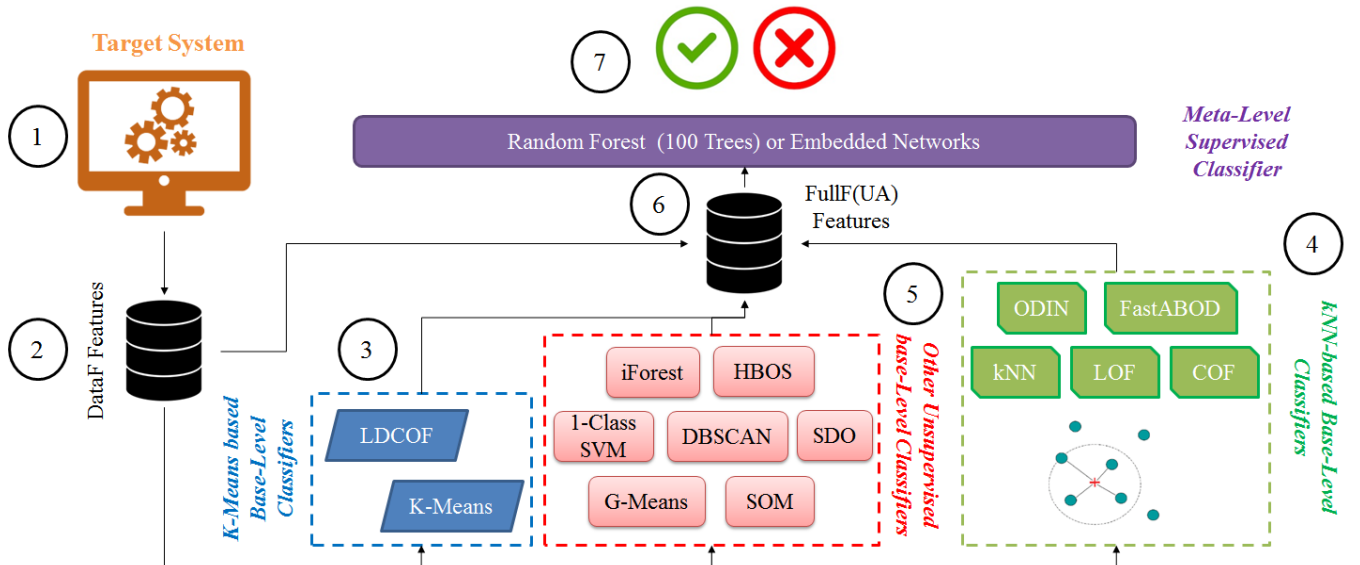 Target System
1
7
Random Forest (100 Trees) or Embedded Networks
Meta-Level
Supervised
Classifier
6
FullF(UA)
Features
2
DataF Features
3
K-Means based
Base-Level
Classifiers
LDCOF
K-Means
5
Other Unsupervised
base-Level Classifiers
iForest
HBOS
1-Class
SVM
DBSCAN
SDO
G-Means
SOM
4
kNN-based Base-Level
Classifiers
ODIN
FastABOD
kNN
LOF
COF